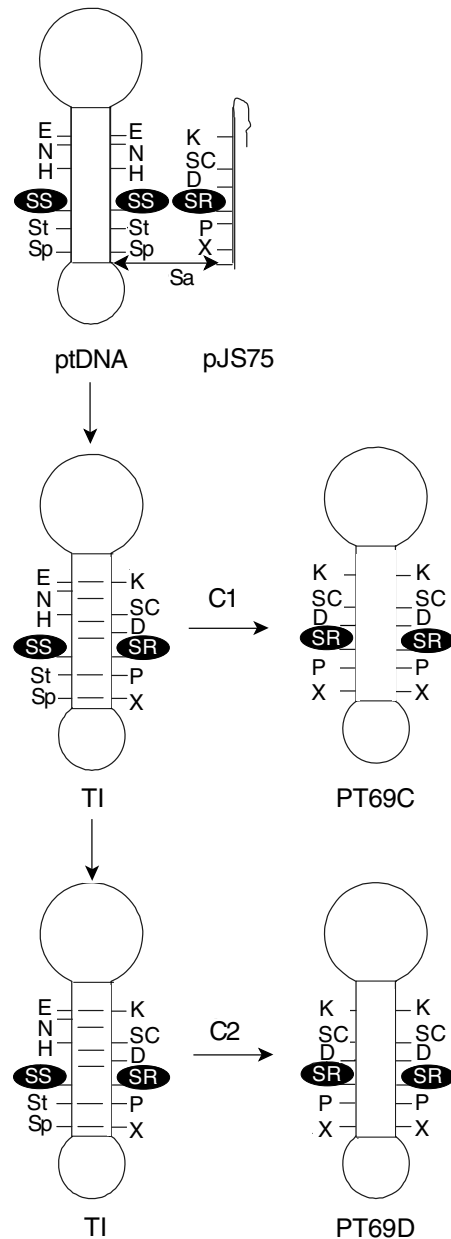 E E
N N K
H H SC
D
SS SS SR
St St P
Sp Sp X
Sa
ptDNA pJS75
E K K K
N C1
H SC SC SC
D D D
SS SR SR SR
St P P P
Sp X X X
TI PT69C
E K K K
N C2
H SC SC SC
D D D
SS SR SR SR
St P P P
Sp X X X
TI PT69D